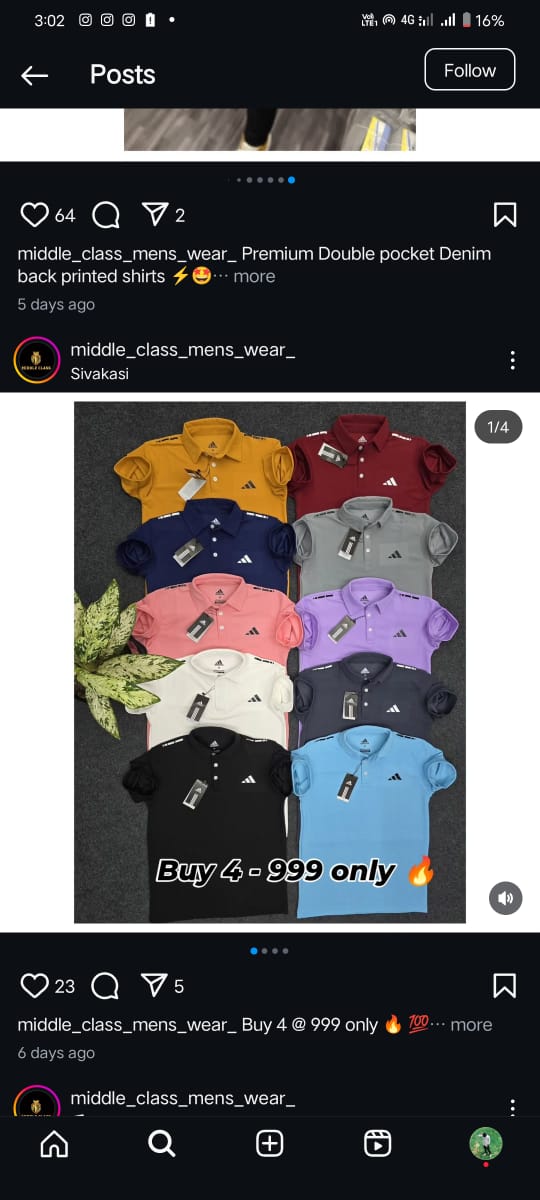 3:02
Vo))
LTE1
4G
16%
Posts
Follow
64
2
middle_class_mens_wear_ Premium Double pocket Denim
back printed shirts ⚡🤩… more
5 days ago
MIDDLE CLASS
middle_class_mens_wear_
Sivakasi
1/4
Buy 4 - 999 only 🔥
23
5
middle_class_mens_wear_ Buy 4 @ 999 only 🔥 💯… more
6 days ago
middle_class_mens_wear_